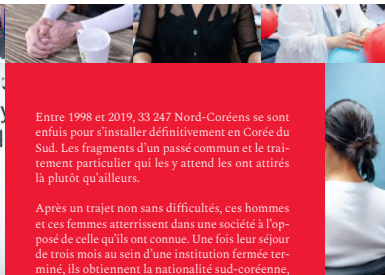 Entre 1998 et 2019, 33 247 Nord-Coréens se sont
enfuis pour s'installer définitivement en Corée du
Sud. Les fragments d'un passé commun et le trai-
tement particulier qui les y attend les ont attirés
là plutôt qu'ailleurs.
Après un trajet non sans difficultés, ces hommes
et ces femmes atterrissent dans une société à l'op-
posé de celle qu'ils ont connue. Une fois leur séjour
de trois mois au sein d'une institution fermée ter-
miné, ils obtiennent la nationalité sud-coréenne,